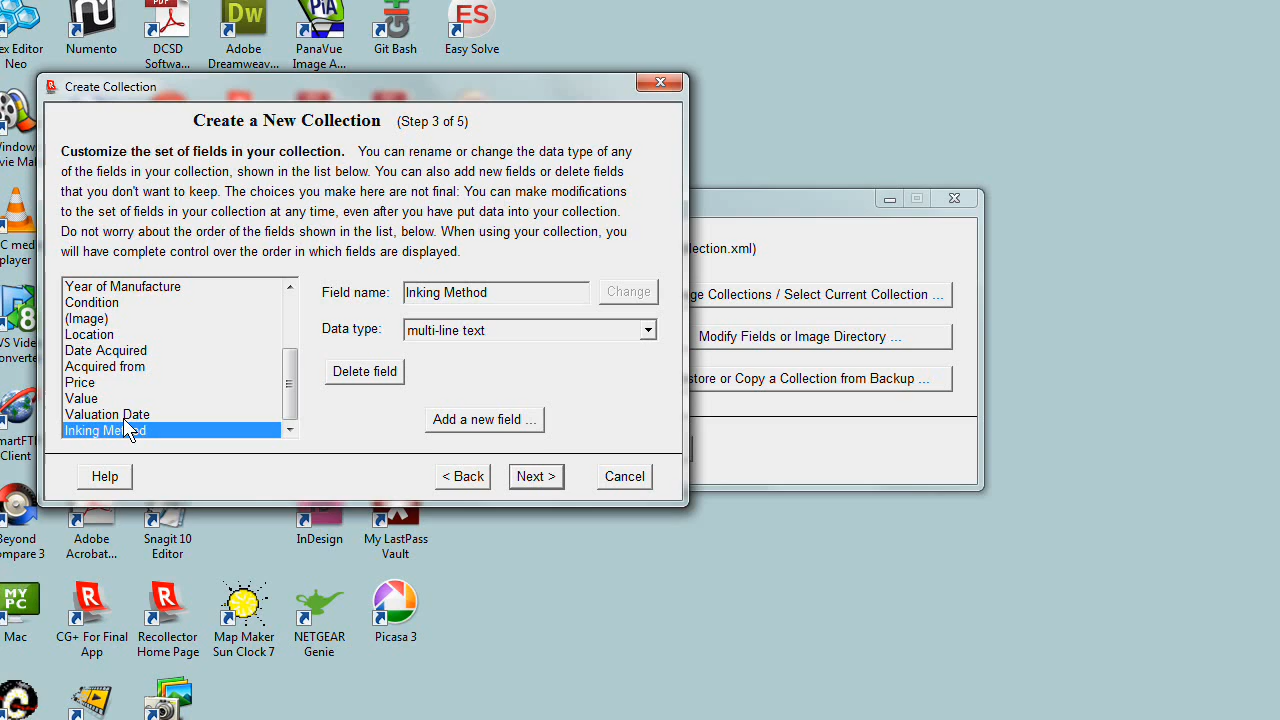 ex Editor
Neo
Numento
DCSD
Softwa...
Adobe
Dreamweav...
PanaVue
Image A...
Git Bash
Easy Solve
PDF
Dw
PiA
ES
Create Collection
Create a New Collection (Step 3 of 5)
Customize the set of fields in your collection. You can rename or change the data type of any
of the fields in your collection, shown in the list below. You can also add new fields or delete fields
that you don't want to keep. The choices you make here are not final: You can make modifications
to the set of fields in your collection at any time, even after you have put data into your collection.
Do not worry about the order of the fields shown in the list, below. When using your collection, you
will have complete control over the order in which fields are displayed.
Year of Manufacture
Condition
(Image)
Location
Date Acquired
Acquired from
Price
Value
Valuation Date
Inking Method
Field name: Inking Method Change
Data type: multi-line text
Delete field
Add a new field ...
Help
< Back
Next >
Cancel
lection.xml)
ge Collections / Select Current Collection ...
Modify Fields or Image Directory ...
store or Copy a Collection from Backup ...
Window
vie Mak
C med
player
VS Vide
Converte
martFT
Client
Beyond
ompare 3
Adobe
Acrobat...
Snagit 10
Editor
InDesign
My LastPass
Vault
MY
PC
Mac
CG+ For Final
App
Recollector
Home Page
Map Maker
Sun Clock 7
NETGEAR
Genie
Picasa 3